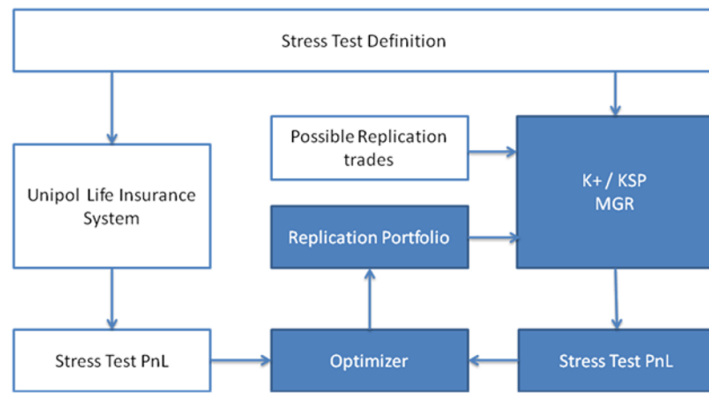 Stress Test Definition
Possible Replication
trades
K+ / KSP
MGR
Unipol Life Insurance
System
Replication Portfolio
Stress Test PnL
Optimizer
Stress Test PnL